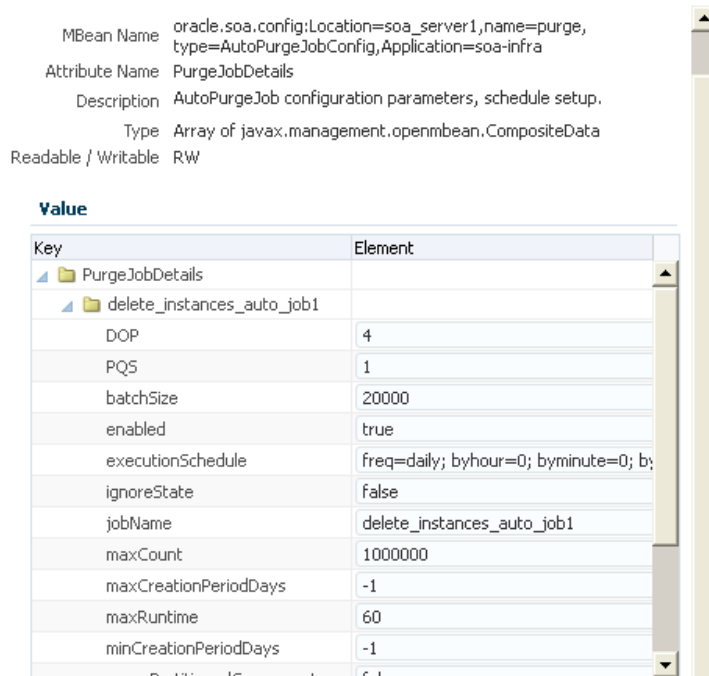 MBean Name oracle.soa.config:Location=soa_server1,name=purge,
type=AutoPurgeJobConfig,Application=soa-infra
Attribute Name PurgeJobDetails
Description AutoPurgeJob configuration parameters, schedule setup.
Type Array of javax.management.openmbean.CompositeData
Readable / Writable RW
Value
Key Element
PurgeJobDetails
delete_instances_auto_job1
DOP 4
PQS 1
batchSize 20000
enabled true
executionSchedule freq=daily; byhour=0; byminute=0; by
ignoreState false
jobName delete_instances_auto_job1
maxCount 1000000
maxCreationPeriodDays -1
maxRuntime 60
minCreationPeriodDays -1